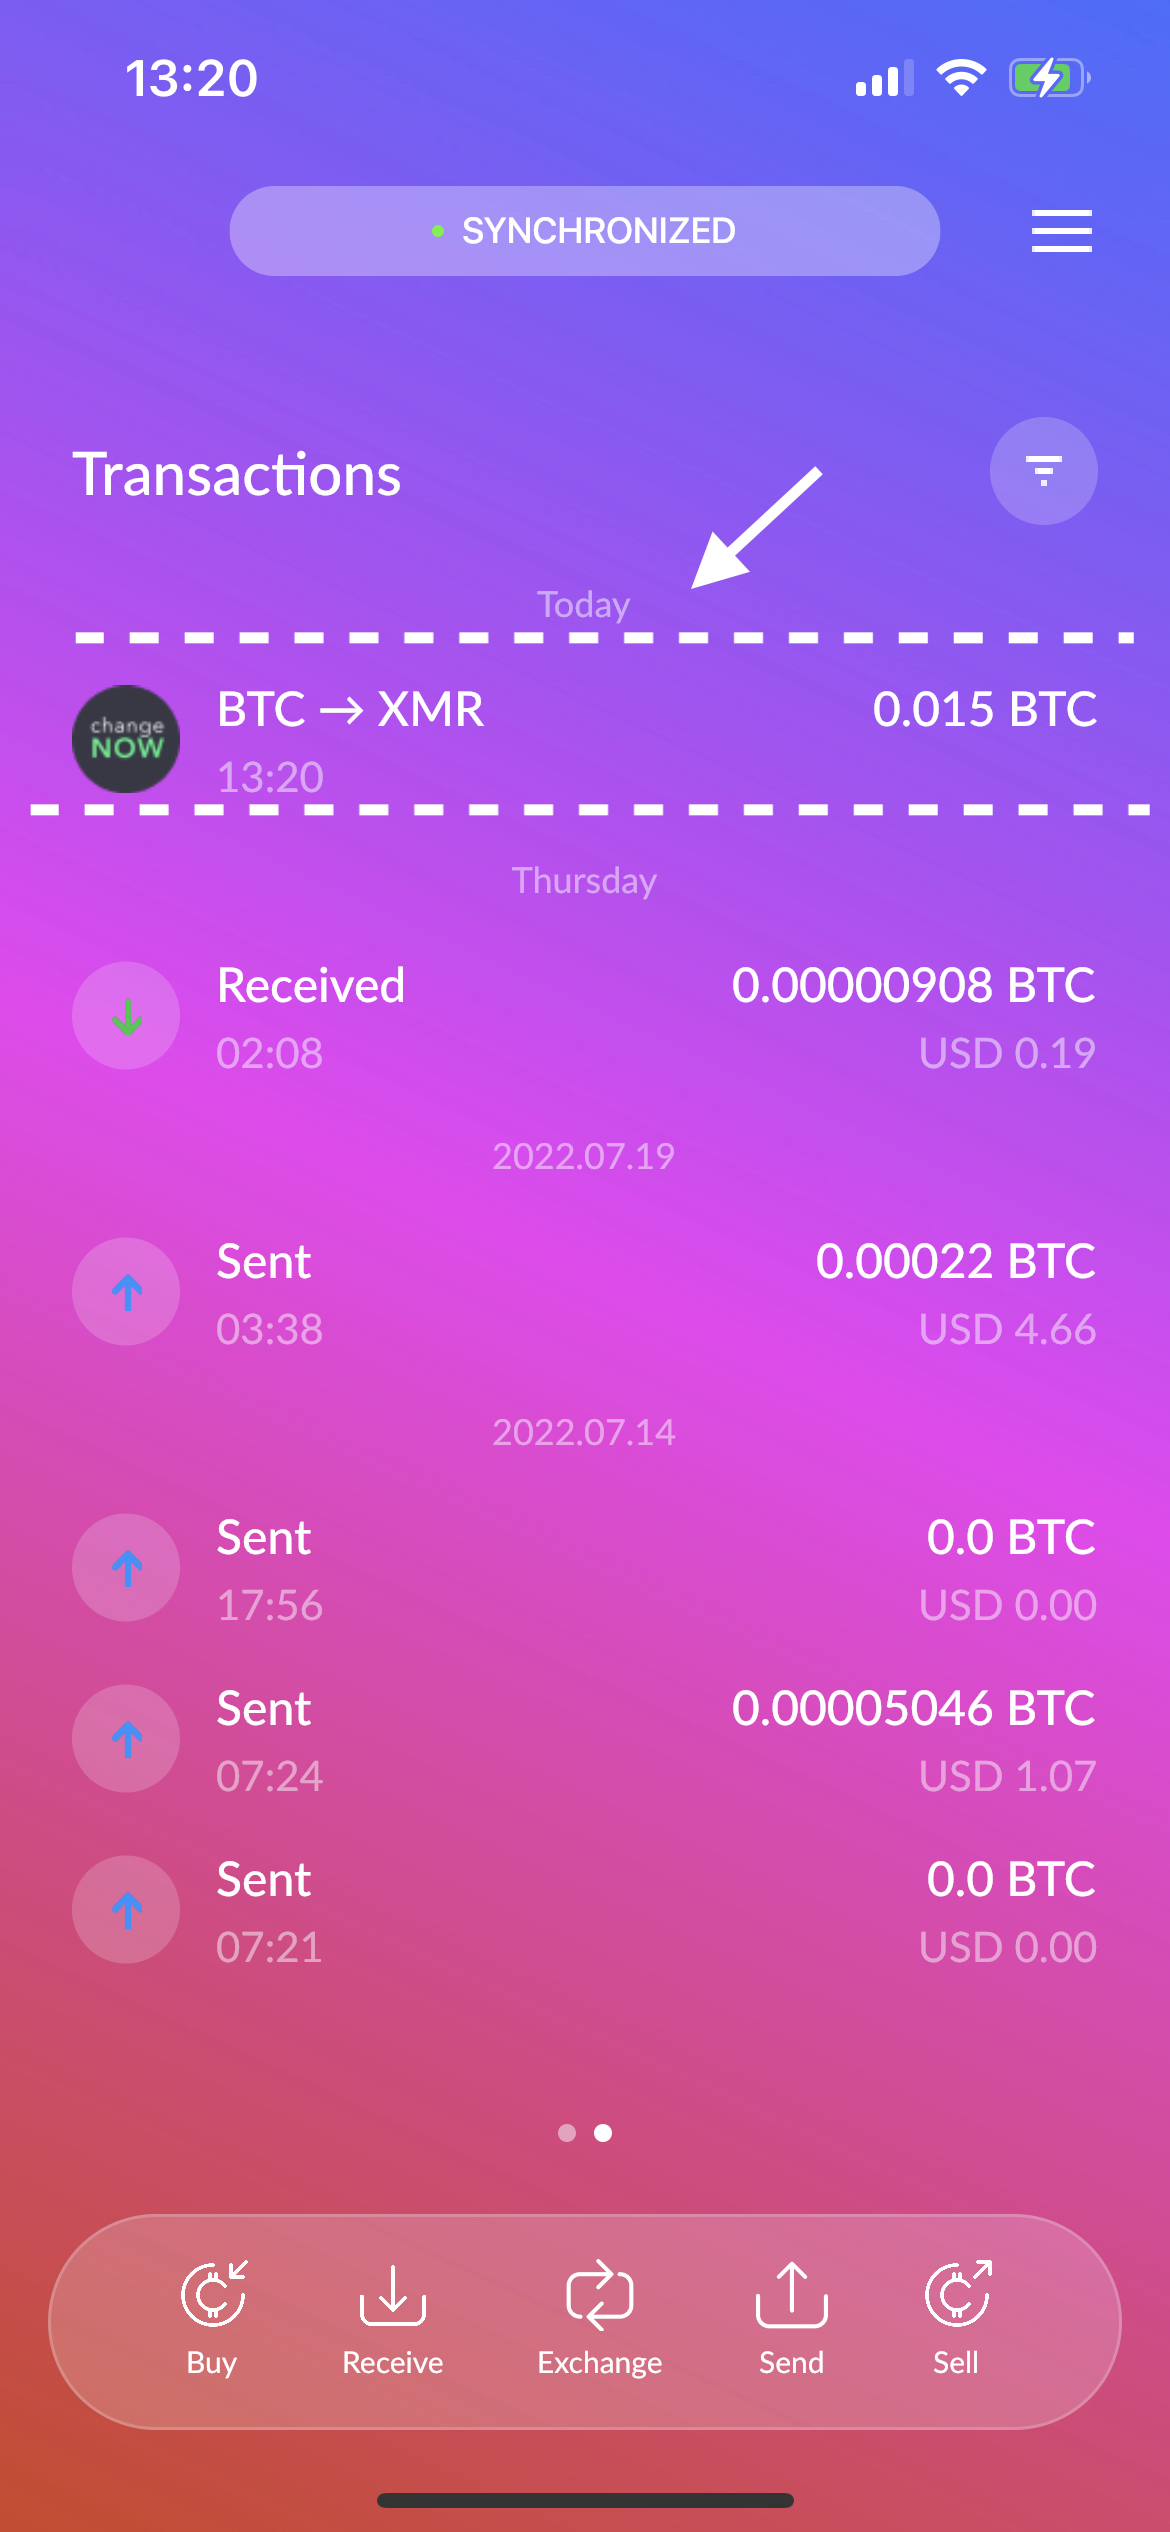 13:20
SYNCHRONIZED
Transactions
Today
change
NOW
BTC → XMR
0.015 BTC
13:20
Thursday
Received
0.00000908 BTC
02:08
USD 0.19
2022.07.19
Sent
0.00022 BTC
03:38
USD 4.66
2022.07.14
Sent
0.0 BTC
17:56
USD 0.00
Sent
0.00005046 BTC
07:24
USD 1.07
Sent
0.0 BTC
07:21
USD 0.00
Buy
Receive
Exchange
Send
Sell